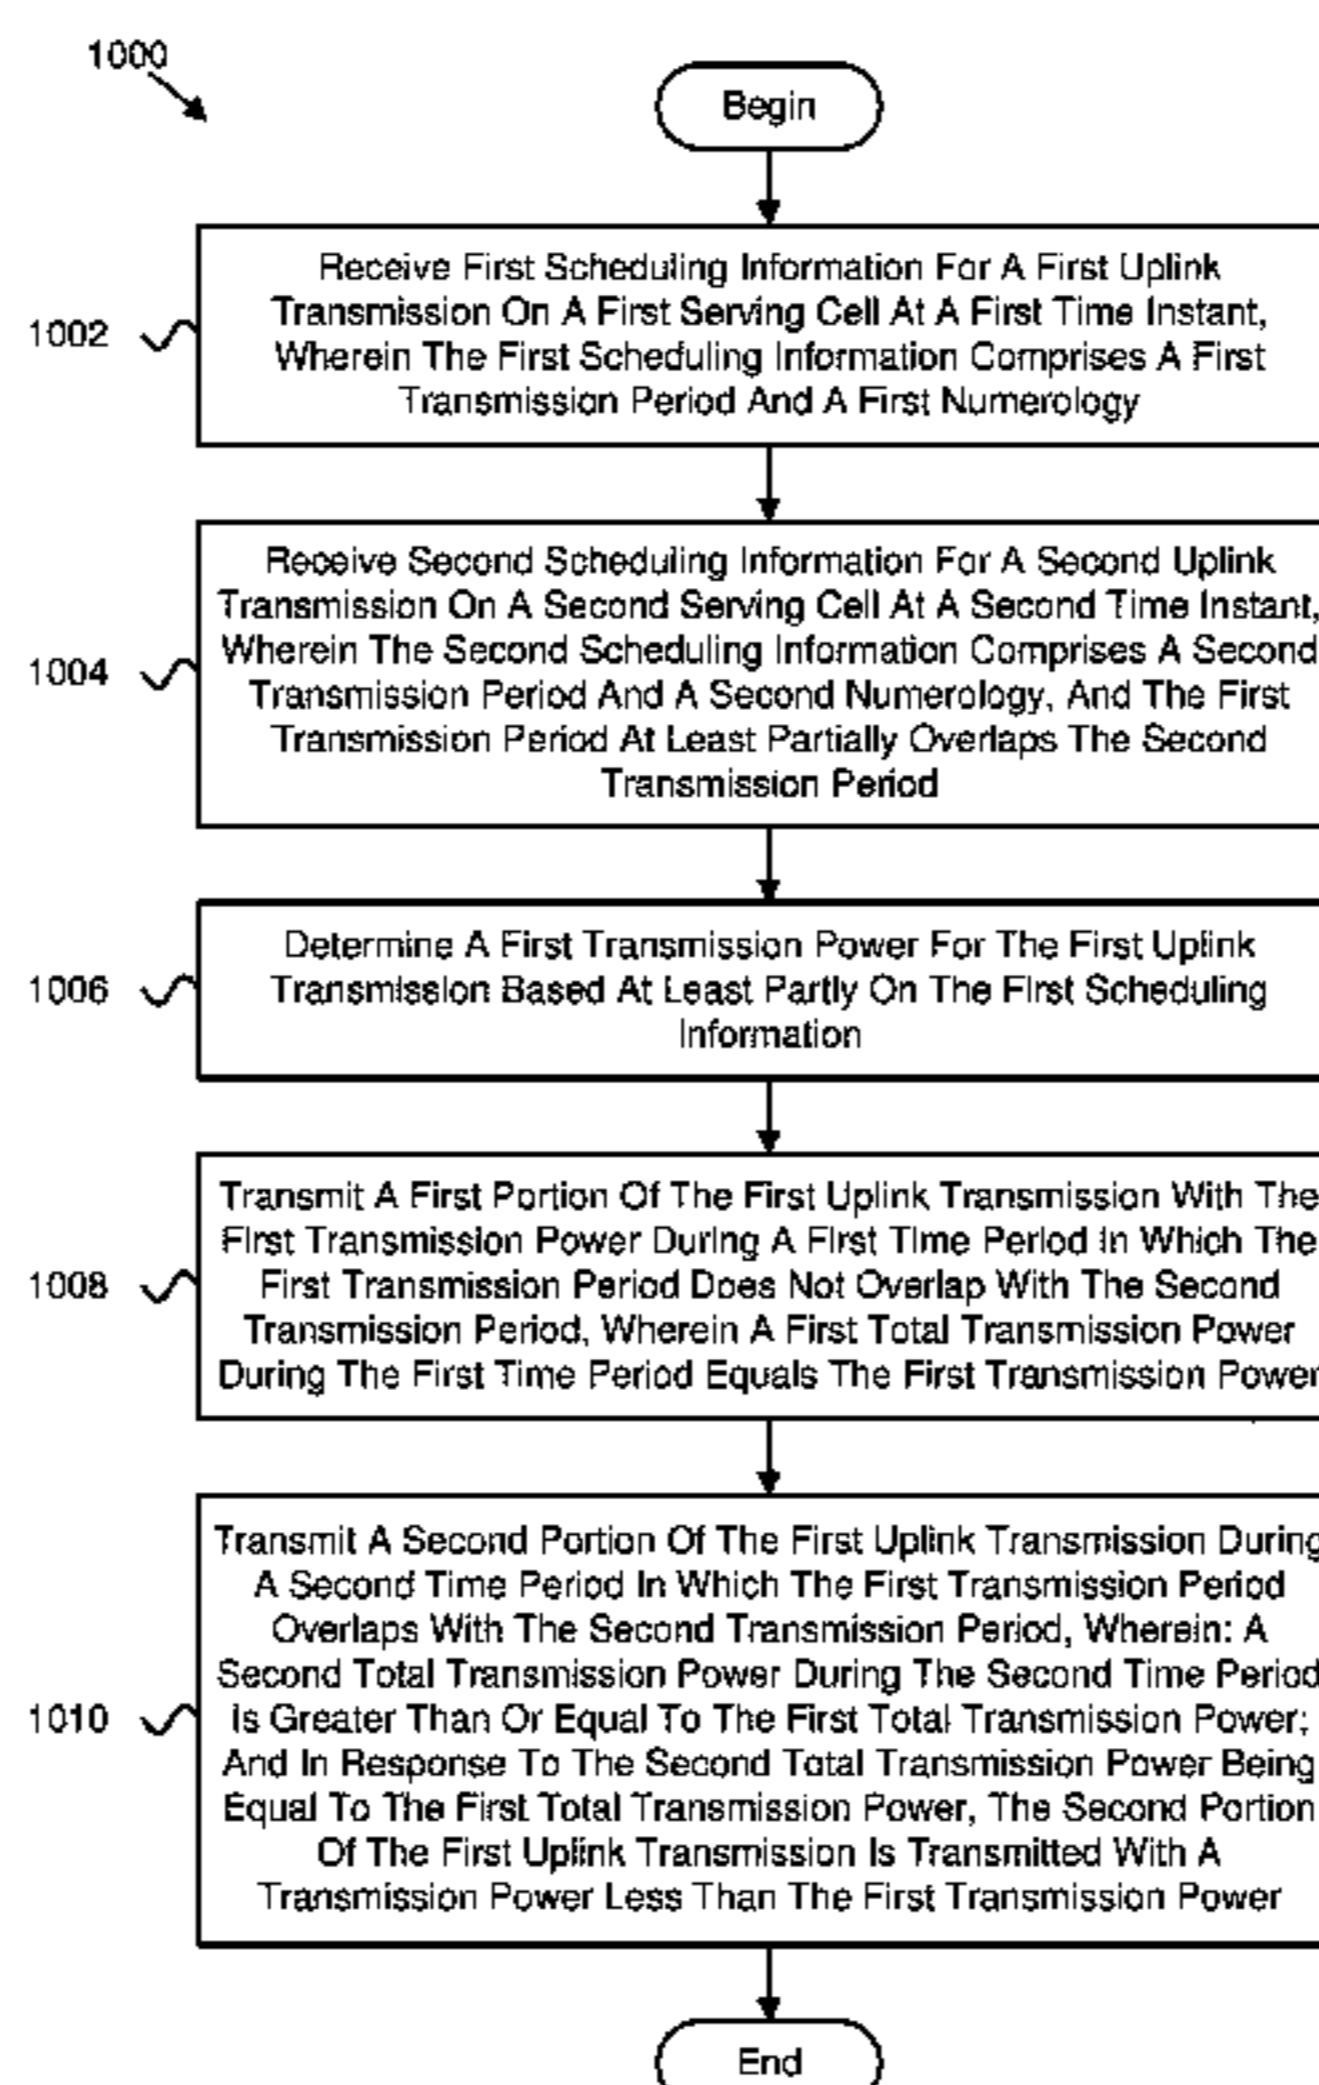 1000
Begin
Receive First Scheduling Information For A First Uplink
Transmission On A First Serving Cell At A First Time Instant,
Wherein The First Scheduling Information Comprises A First
Transmission Period And A First Numerology
1002
Receive Second Scheduling Information For A Second Uplink
Transmission On A Second Serving Cell At A Second Time Instant,
Wherein The Second Scheduling Information Comprises A Second
Transmission Period And A Second Numerology, And The First
Transmission Period At Least Partially Overlaps The Second
Transmission Period
1004
Determine A First Transmission Power For The First Uplink
Transmission Based At Least Partly On The First Scheduling
Information
1006
Transmit A First Portion Of The First Uplink Transmission With The
First Transmission Power During A First Time Period In Which The
First Transmission Period Does Not Overlap With The Second
Transmission Period, Wherein A First Total Transmission Power
During The First Time Period Equals The First Transmission Power
1008
Transmit A Second Portion Of The First Uplink Transmission During
A Second Time Period In Which The First Transmission Period
Overlaps With The Second Transmission Period, Wherein: A
Second Total Transmission Power During The Second Time Period
Is Greater Than Or Equal To The First Total Transmission Power;
And In Response To The Second Total Transmission Power Being
Equal To The First Total Transmission Power, The Second Portion
Of The First Uplink Transmission Is Transmitted With A
Transmission Power Less Than The First Transmission Power
1010
End